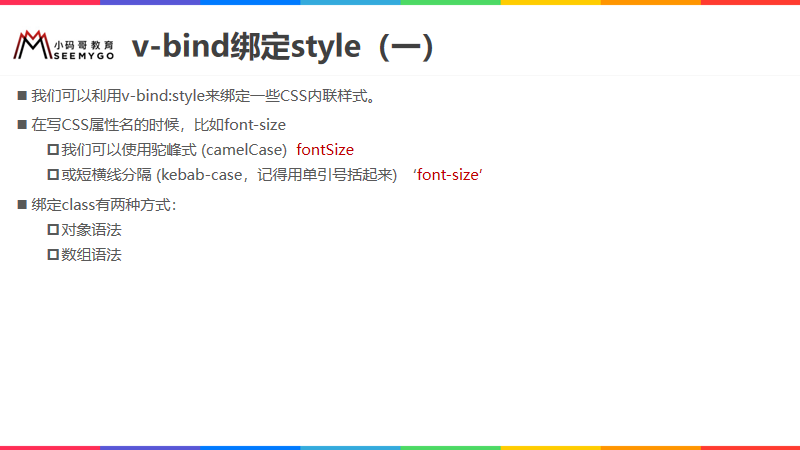 小码哥教育
SEEMYGO
v-bind绑定style（一）
我们可以利用v-bind:style来绑定一些CSS内联样式。
在写CSS属性名的时候，比如font-size
我们可以使用驼峰式 (camelCase) fontSize
或短横线分隔 (kebab-case，记得用单引号括起来) ‘font-size’
绑定class有两种方式：
对象语法
数组语法